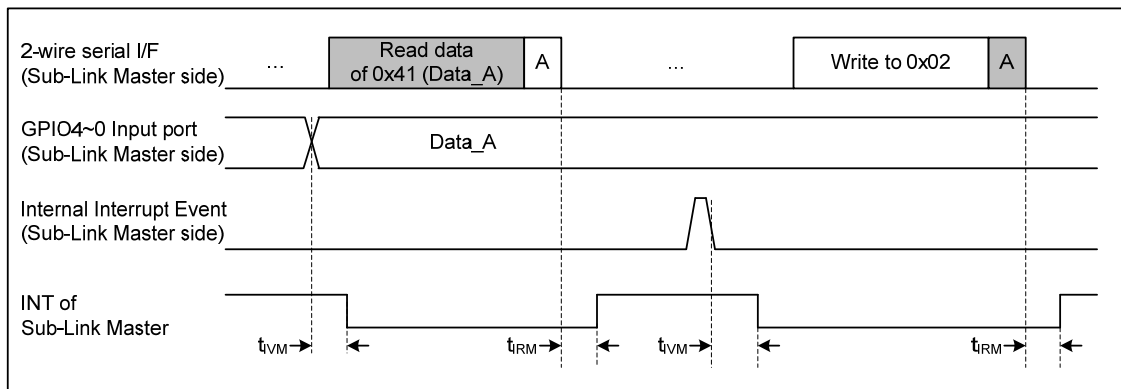 2-wire serial I/F
(Sub-Link Master side)
...
Read data
of 0x41 (Data_A)
A
...
Write to 0x02
A
GPIO4~0 Input port
(Sub-Link Master side)
Data_A
Internal Interrupt Event
(Sub-Link Master side)
INT of
Sub-Link Master
tIVM
tIRM
tIVM
tIRM